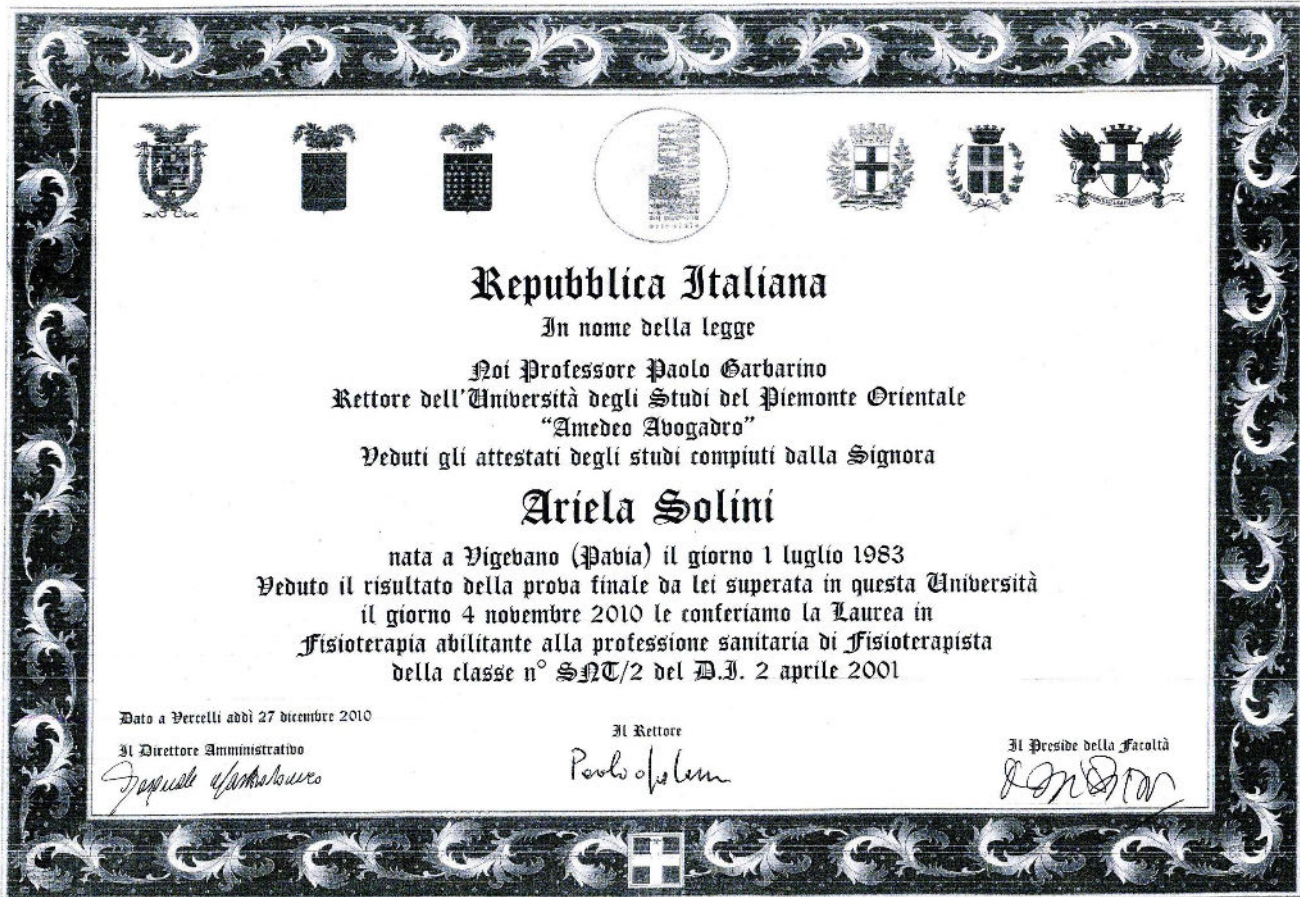 Repubblica Italiana
In nome della legge
Noi Professore Paolo Garbarino
Rettore dell'Università degli Studi del Piemonte Orientale
"Amedeo Avogadro"
Veduti gli attestati degli studi compiuti dalla Signora
Ariela Solini
nata a Vigevano (Pavia) il giorno 1 luglio 1983
Veduto il risultato della prova finale da lei superata in questa Università
il giorno 4 novembre 2010 le conferiamo la Laurea in
Fisioterapia abilitante alla professione sanitaria di Fisioterapista
della classe n° SNT/2 del D.I. 2 aprile 2001
Dato a Vercelli addì 27 dicembre 2010
Il Direttore Amministrativo
Il Rettore
Il Preside della Facoltà